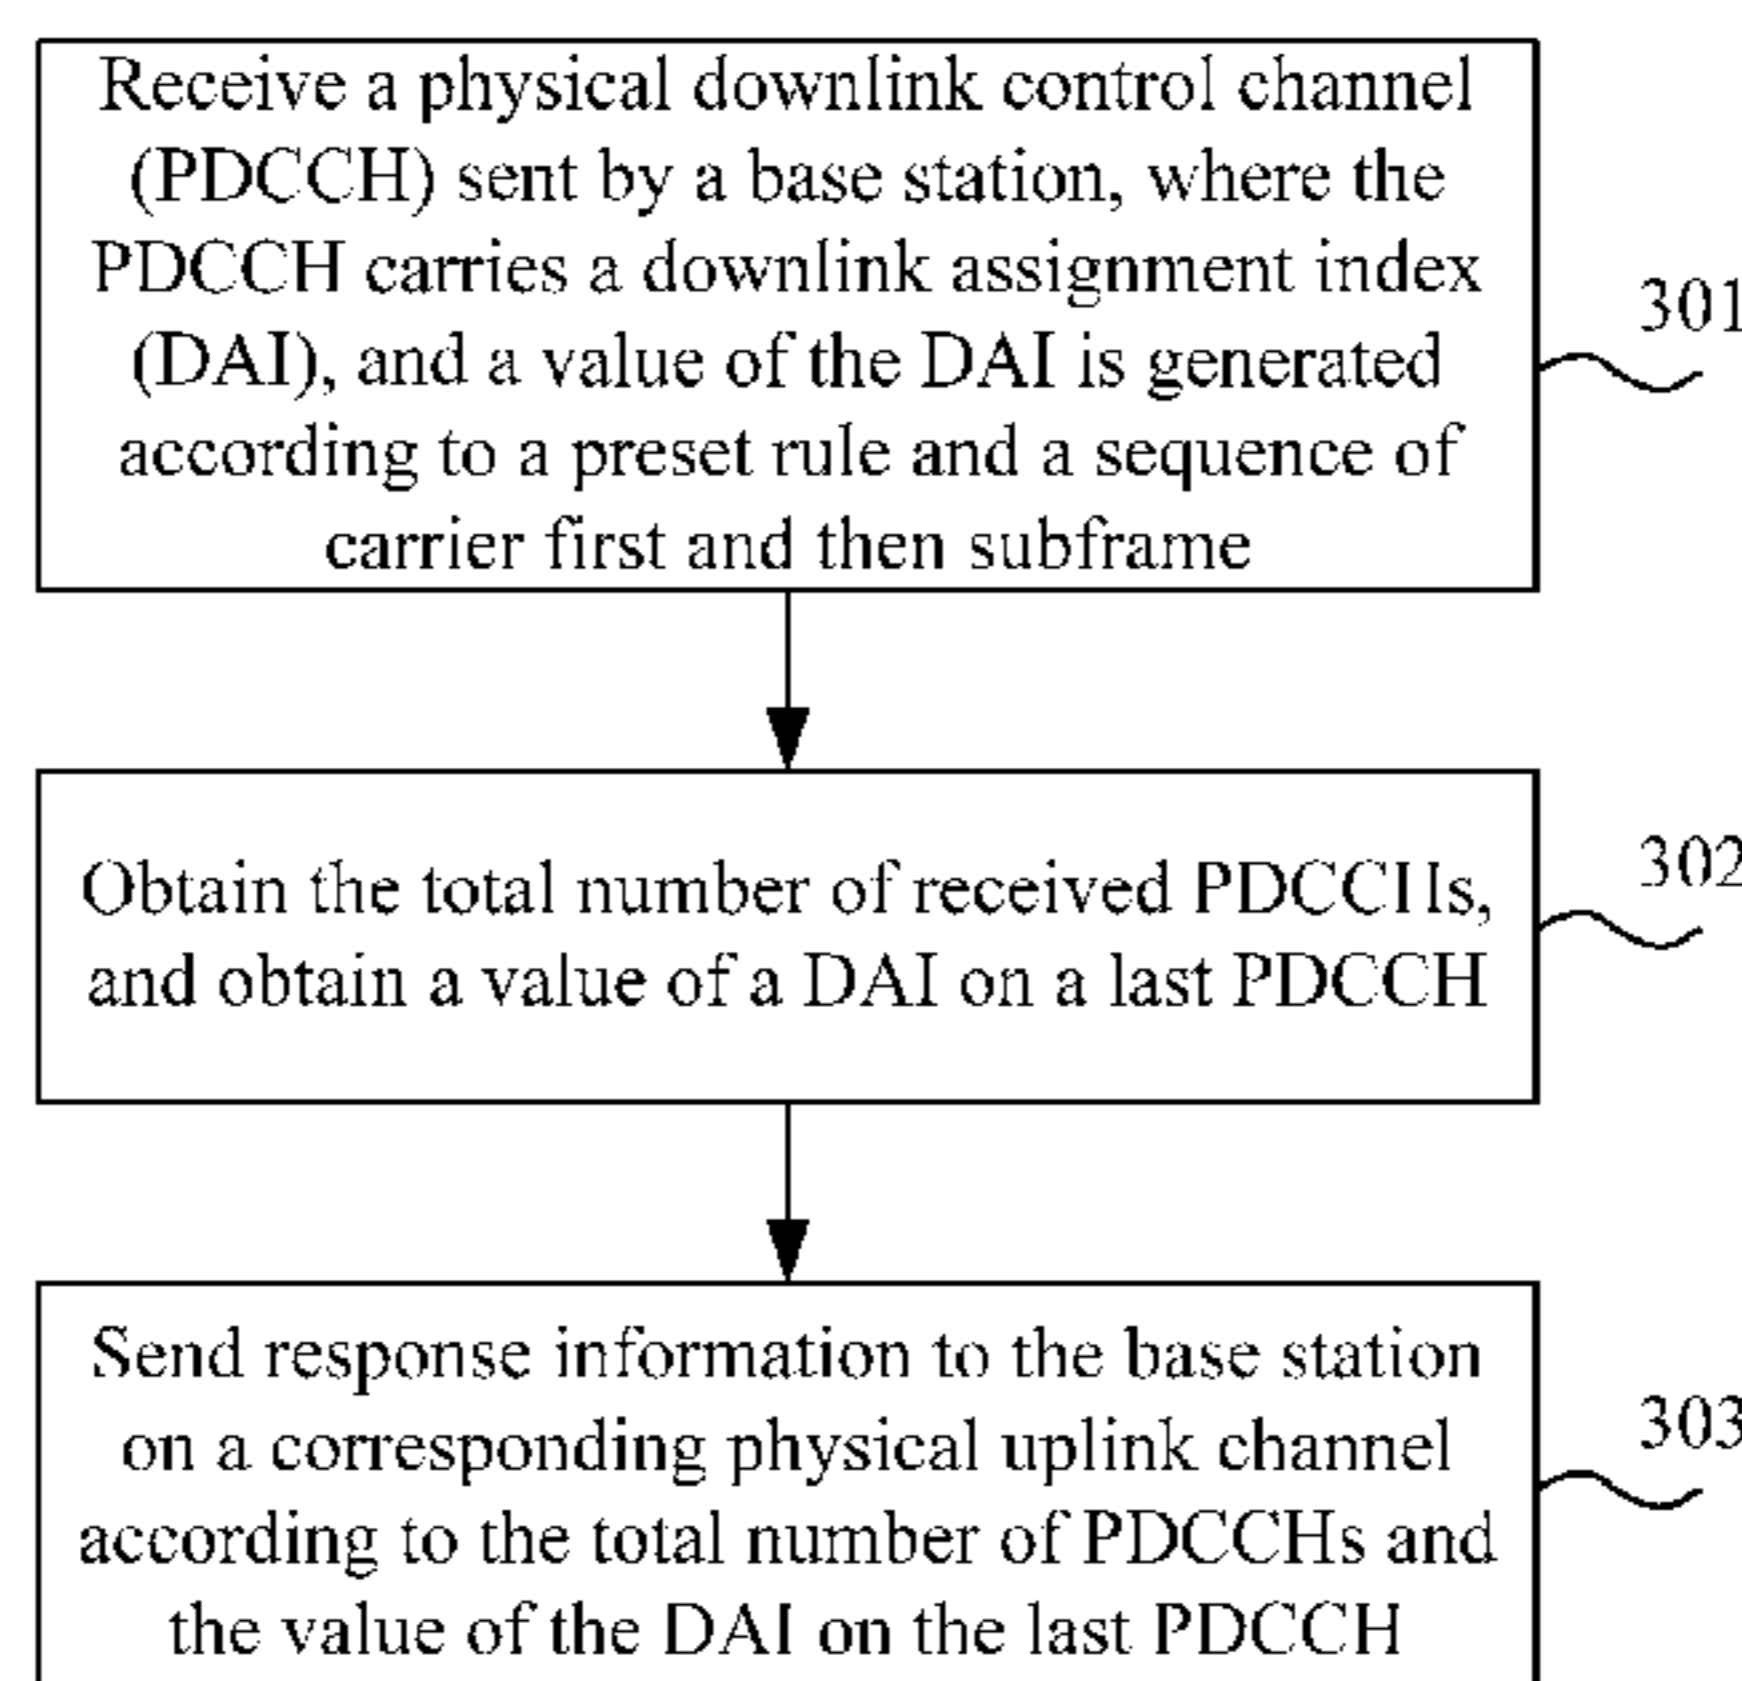 Receive a physical downlink control channel
(PDCCH) sent by a base station, where the
PDCCH carries a downlink assignment index
(DAI), and a value of the DAI is generated
according to a preset rule and a sequence of
carrier first and then subframe
301
Obtain the total number of received PDCCHs,
and obtain a value of a DAI on a last PDCCH
302
Send response information to the base station
on a corresponding physical uplink channel
according to the total number of PDCCHs and
the value of the DAI on the last PDCCH
303